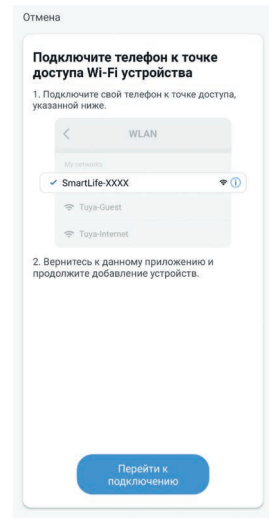 Отмена
Подключите телефон к точке
доступа Wi-Fi устройства
1. Подключите свой телефон к точке доступа,
указанной ниже.
WLAN
My networks
SmartLife-XXXX
Tuya-Guest
Tuya-Internet
2. Вернитесь к данному приложению и
продолжите добавление устройств.
Перейти к
подключению